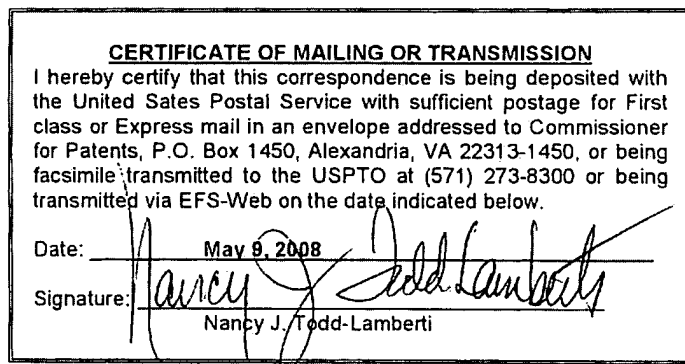 CERTIFICATE OF MAILING OR TRANSMISSION
I hereby certify that this correspondence is being deposited with
the United Sates Postal Service with sufficient postage for First
class or Express mail in an envelope addressed to Commissioner
for Patents, P.O. Box 1450, Alexandria, VA 22313-1450, or being
facsimile transmitted to the USPTO at (571) 273-8300 or being
transmitted via EFS-Web on the date indicated below.
Date: May 9, 2008
Signature: Nancy J Todd-Lamberti
Nancy J. Todd-Lamberti